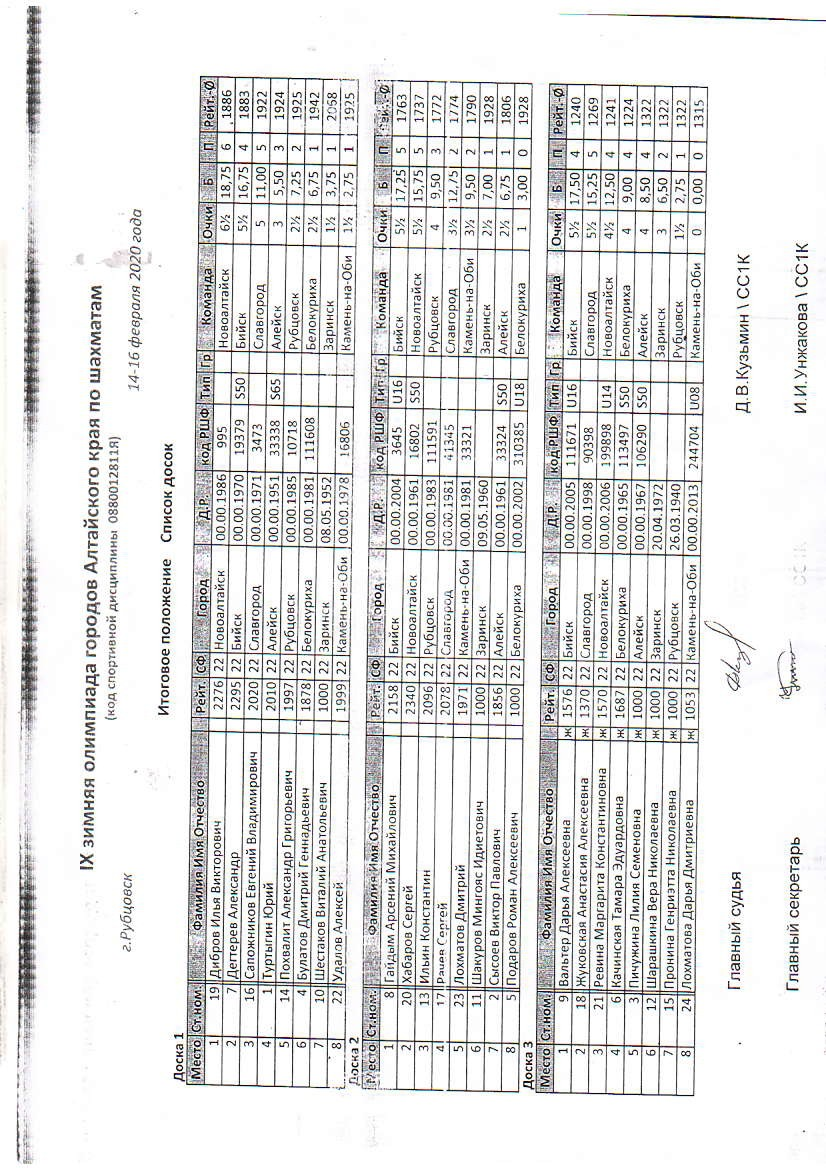 IX зимняя олимпиада городов Алтайского края по шахматам
(код спортивной дисциплины 0880012811Я)
г.Рубцовск 14-16 февраля 2020 года
Итоговое положение Список досок
Доска 1
Место Ст.ном. Фамилия Имя Отчество Рейт. СФ Город Д.Р. код РШФ Тип Гр. Команда Очки Б П Рейт.-Ø
1 19 Дибров Илья Викторович 2276 22 Новоалтайск 00.00.1986 995 Новоалтайск 6½ 18,75 6 1886
2 7 Дегтерев Александр 2295 22 Бийск 00.00.1970 19379 S50 Бийск 5½ 16,75 4 1883
3 16 Сапожников Евгений Владимирович 2020 22 Славгород 00.00.1971 3473 Славгород 5 11,00 5 1922
4 1 Туртыгин Юрий 2010 22 Алейск 00.00.1951 33338 S65 Алейск 3 5,50 3 1924
5 14 Похвалит Александр Григорьевич 1997 22 Рубцовск 00.00.1985 10718 Рубцовск 2½ 7,25 2 1925
6 4 Булатов Дмитрий Геннадьевич 1878 22 Белокуриха 00.00.1981 111608 Белокуриха 2½ 6,75 1 1942
7 10 Шестаков Виталий Анатольевич 1000 22 Заринск 08.05.1952 Заринск 1½ 3,75 1 2068
8 22 Удалов Алексей 1999 22 Камень-на-Оби 00.00.1978 16806 Камень-на-Оби 1½ 2,75 1 1925
Доска 2
Место Ст.ном. Фамилия Имя Отчество Рейт. СФ Город Д.Р. код РШФ Тип Гр. Команда Очки Б П
1 8 Гайдым Арсений Михайлович 2158 22 Бийск 00.00.2004 3645 U16 Бийск 5½ 17,25 5 1763
2 20 Хабаров Сергей 2340 22 Новоалтайск 00.00.1961 16802 S50 Новоалтайск 5½ 15,75 5 1737
3 13 Ильин Константин 2096 22 Рубцовск 00.00.1983 111591 Рубцовск 4 9,50 3 1772
4 17 Сергей 2078 22 Славгород 00.00.1981 41345 Славгород 3½ 12,75 2 1774
5 23 Лохматов Дмитрий 1971 22 Камень-на-Оби 00.00.1981 33321 Камень-на-Оби 3½ 9,50 2 1790
6 11 Шакуров Мингояс Идиетович 1000 22 Заринск 09.05.1960 Заринск 2½ 7,00 1 1928
7 2 Сысоев Виктор Павлович 1856 22 Алейск 00.00.1961 33324 S50 Алейск 2½ 6,75 1 1806
8 5 Подаров Роман Алексеевич 1000 22 Белокуриха 00.00.2002 310385 U18 Белокуриха 1 3,00 0 1928
Доска 3
Место Ст.ном. Фамилия Имя Отчество Рейт. СФ Город Д.Р. код РШФ Тип Гр. Команда Очки Б П Рейт.-Ø
1 9 Вальтер Дарья Алексеевна ж 1576 22 Бийск 00.00.2005 111671 U16 Бийск 5½ 17,50 4 1240
2 18 Жуковская Анастасия Алексеевна ж 1370 22 Славгород 00.00.1998 90398 Славгород 5½ 15,25 5 1269
3 21 Ревина Маргарита Константиновна ж 1570 22 Новоалтайск 00.00.2006 199898 U14 Новоалтайск 4½ 12,50 4 1241
4 6 Качинская Тамара Эдуардовна ж 1687 22 Белокуриха 00.00.1965 113497 S50 Белокуриха 4 9,00 4 1224
5 3 Пичужина Лилия Семеновна ж 1000 22 Алейск 00.00.1967 106290 S50 Алейск 4 8,50 4 1322
6 12 Шарашкина Вера Николаевна ж 1000 22 Заринск 20.04.1972 Заринск 3 6,50 2 1322
7 15 Пронина Генриэтта Николаевна ж 1000 22 Рубцовск 26.03.1940 Рубцовск 1½ 2,75 1 1322
8 24 Лохматова Дарья Дмитриевна ж 1053 22 Камень-на-Оби 00.00.2013 244704 U08 Камень-на-Оби 0 0,00 0 1315
Главный судья Д.В.Кузьмин \ СС1К
Главный секретарь И.И.Унжакова \ СС1К